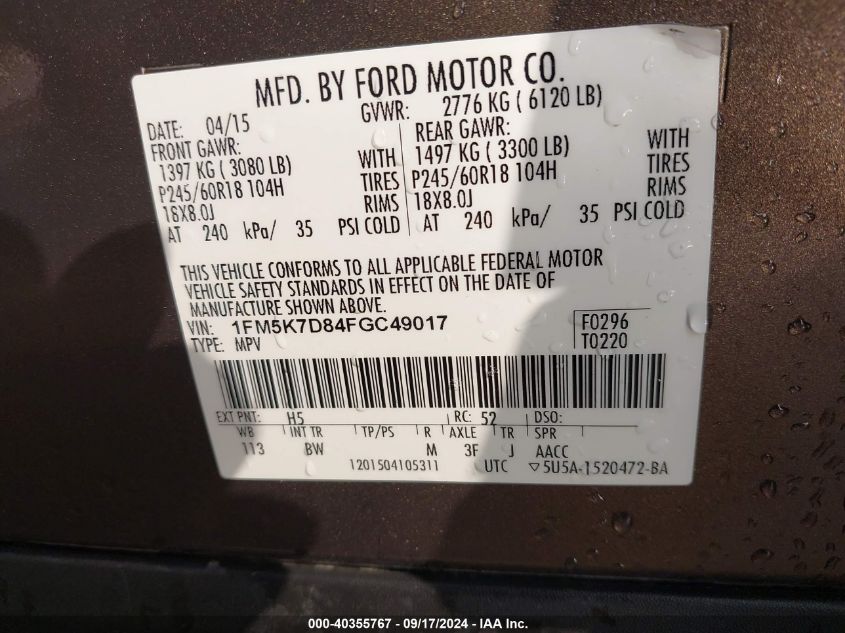 MFD. BY FORD MOTOR CO.
DATE: 04/15 GVWR: 2776 KG ( 6120 LB)
FRONT GAWR: REAR GAWR:
1397 KG ( 3080 LB) WITH 1497 KG ( 3300 LB) WITH
P245/60R18 104H TIRES P245/60R18 104H TIRES
18X8.0J RIMS 18X8.0J RIMS
AT 240 kPa/ 35 PSI COLD AT 240 kPa/ 35 PSI COLD
THIS VEHICLE CONFORMS TO ALL APPLICABLE FEDERAL MOTOR
VEHICLE SAFETY STANDARDS IN EFFECT ON THE DATE OF
MANUFACTURE SHOWN ABOVE.
VIN: 1FM5K7D84FGC49017 F0296
TYPE: MPV T0220
EXT PNT: H5 RC: 52 DSO:
WB INT TR TP/PS R AXLE TR SPR
113 BW M 3F J AACC
1201504105311 UTC ▽5U5A-1520472-BA
000-40355767 - 09/17/2024 - IAA Inc.